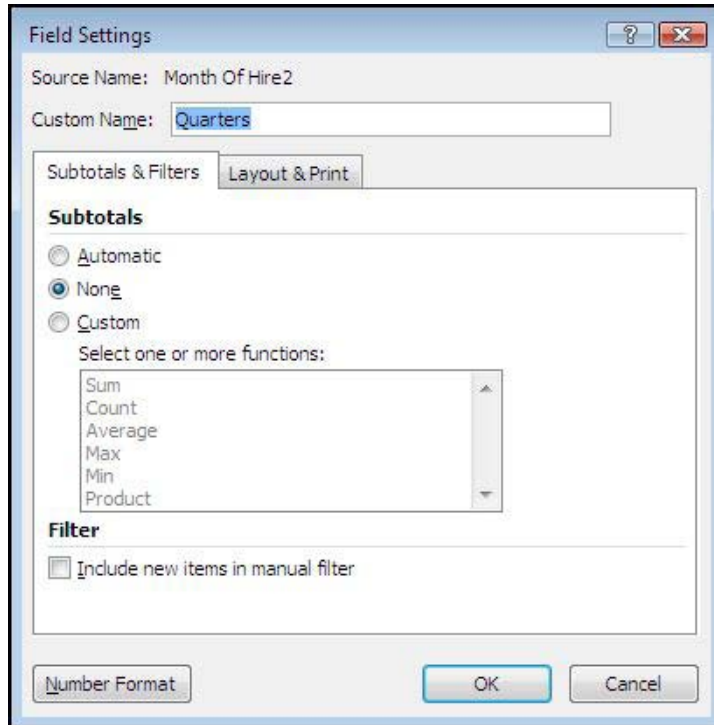 Field Settings
Source Name: Month Of Hire2
Custom Name: Quarters
Subtotals & Filters Layout & Print
Subtotals
Automatic
None
Custom
Select one or more functions:
Sum
Count
Average
Max
Min
Product
Filter
Include new items in manual filter
Number Format OK Cancel